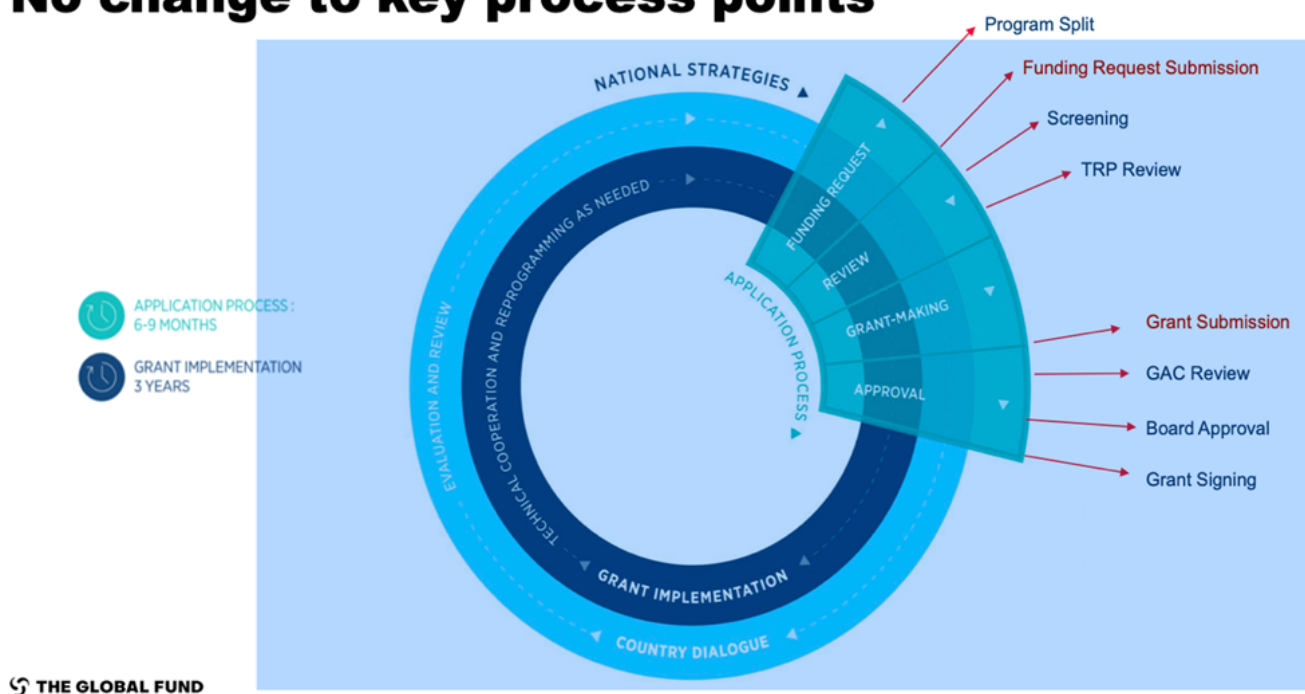 No change to key process points
Program Split
Funding Request Submission
Screening
TRP Review
Grant Submission
GAC Review
Board Approval
Grant Signing
NATIONAL STRATEGIES
FUNDING REQUEST
REVIEW
GRANT-MAKING
APPROVAL
APPLICATION PROCESS
TECHNICAL COOPERATION AND REPROGRAMMING AS NEEDED
EVALUATION AND REVIEW
GRANT IMPLEMENTATION
COUNTRY DIALOGUE
APPLICATION PROCESS :
6-9 MONTHS
GRANT IMPLEMENTATION
3 YEARS
THE GLOBAL FUND